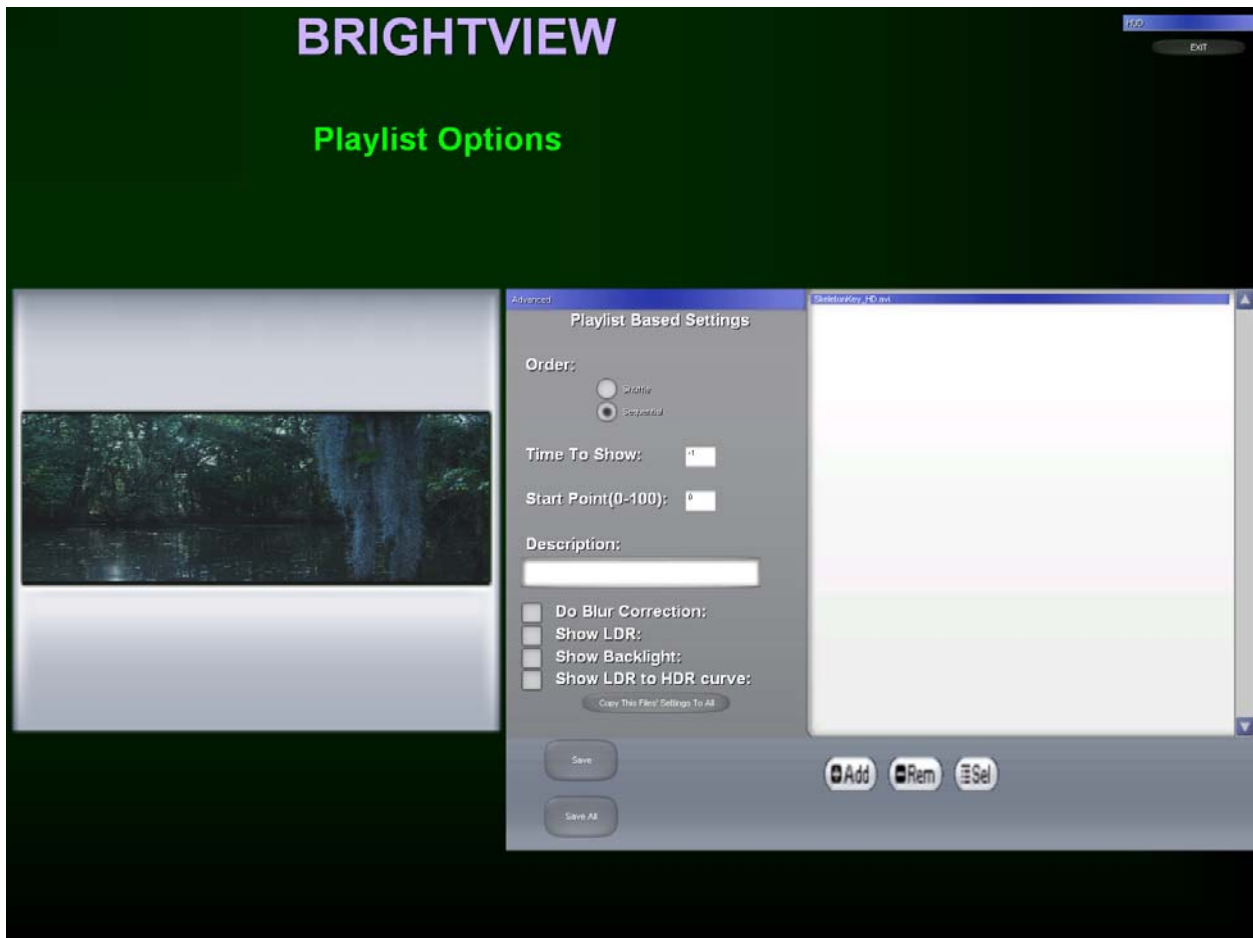 BRIGHTVIEW
HUD
EXIT
Playlist Options
Advanced
Playlist Based Settings
Order:
Shuffle
Sequential
Time To Show:
-1
Start Point(0-100):
0
Description:
Do Blur Correction:
Show LDR:
Show Backlight:
Show LDR to HDR curve:
Copy This Files' Settings To All
Save
Save All
SkeletonKey_HD.avi
Add
Rem
Sel